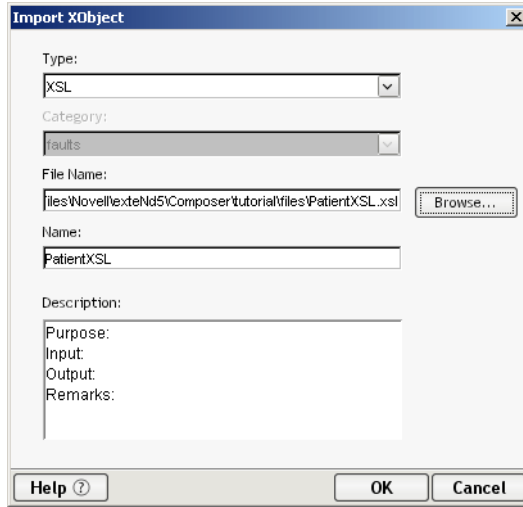 Import XObject
Type:
XSL
Category:
faults
File Name:
iles\Novell\exteNd5\Composer\tutorial\files\PatientXSL.xsl
Browse...
Name:
PatientXSL
Description:
Purpose:
Input:
Output:
Remarks:
Help ?
OK
Cancel